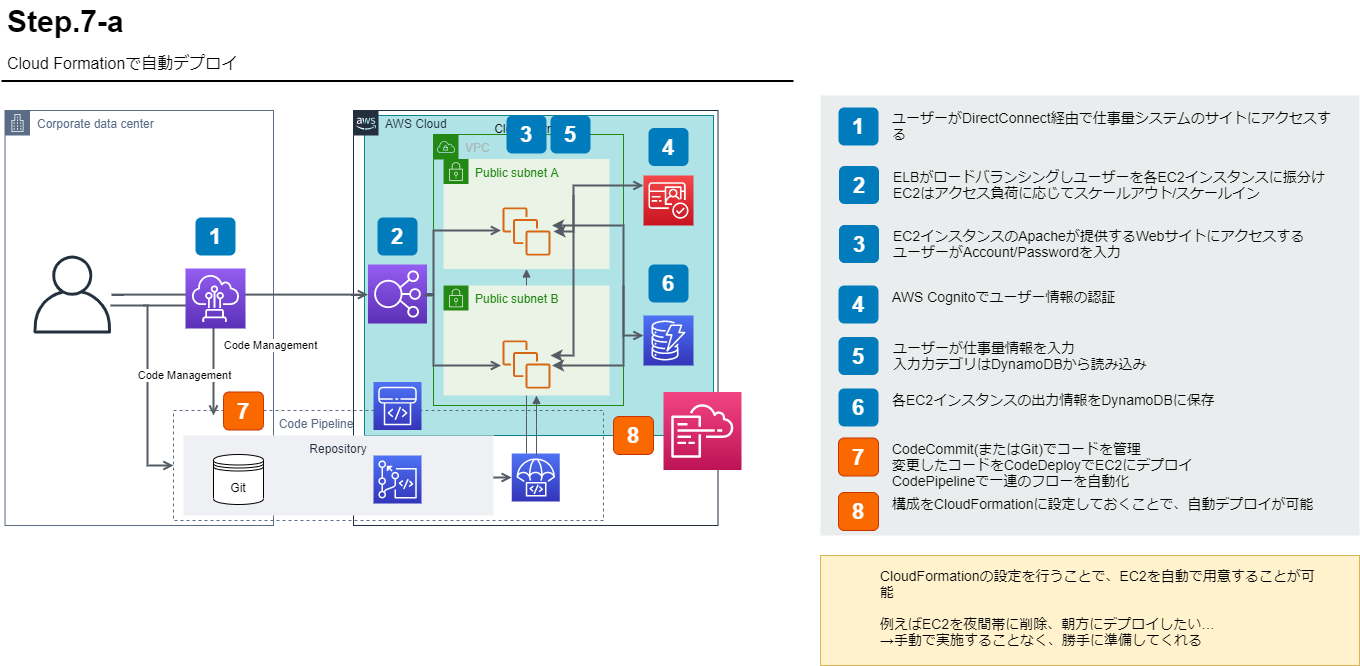 Step.7-a
Cloud Formationで自動デプロイ
Corporate data center
aws
AWS Cloud
3
5
4
VPC
Public subnet A
1
2
6
Public subnet B
Code Management
Code Management
7
Code Pipeline
8
Repository
Git
1
ユーザーがDirectConnect経由で仕事量システムのサイトにアクセスす
る
2
ELBがロードバランシングしユーザーを各EC2インスタンスに振分け
EC2はアクセス負荷に応じてスケールアウト/スケールイン
3
EC2インスタンスのApacheが提供するWebサイトにアクセスする
ユーザーがAccount/Passwordを入力
4
AWS Cognitoでユーザー情報の認証
5
ユーザーが仕事量情報を入力
入力カテゴリはDynamoDBから読み込み
6
各EC2インスタンスの出力情報をDynamoDBに保存
7
CodeCommit(またはGit)でコードを管理
変更したコードをCodeDeployでEC2にデプロイ
CodePipelineで一連のフローを自動化
8
構成をCloudFormationに設定しておくことで、自動デプロイが可能
CloudFormationの設定を行うことで、EC2を自動で用意することが可
能
例えばEC2を夜間帯に削除、朝方にデプロイしたい…
→手動で実施することなく、勝手に準備してくれる